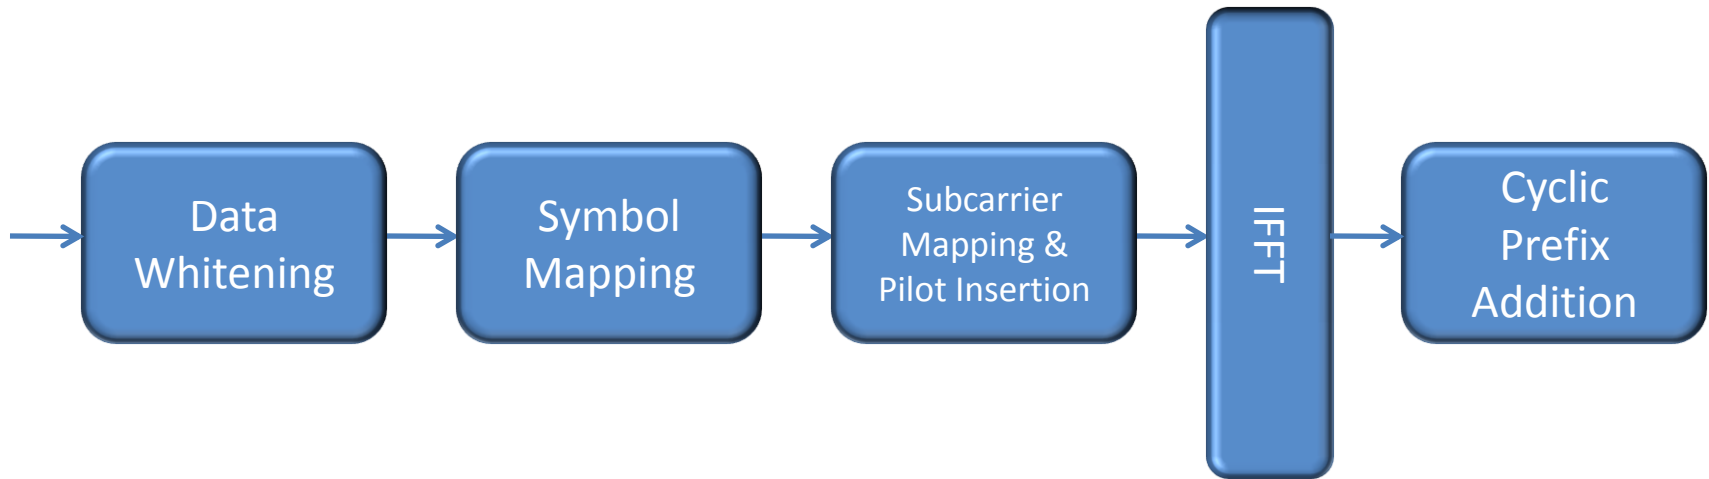 Data
Whitening
Symbol
Mapping
Subcarrier
Mapping &
Pilot Insertion
IFFT
Cyclic
Prefix
Addition